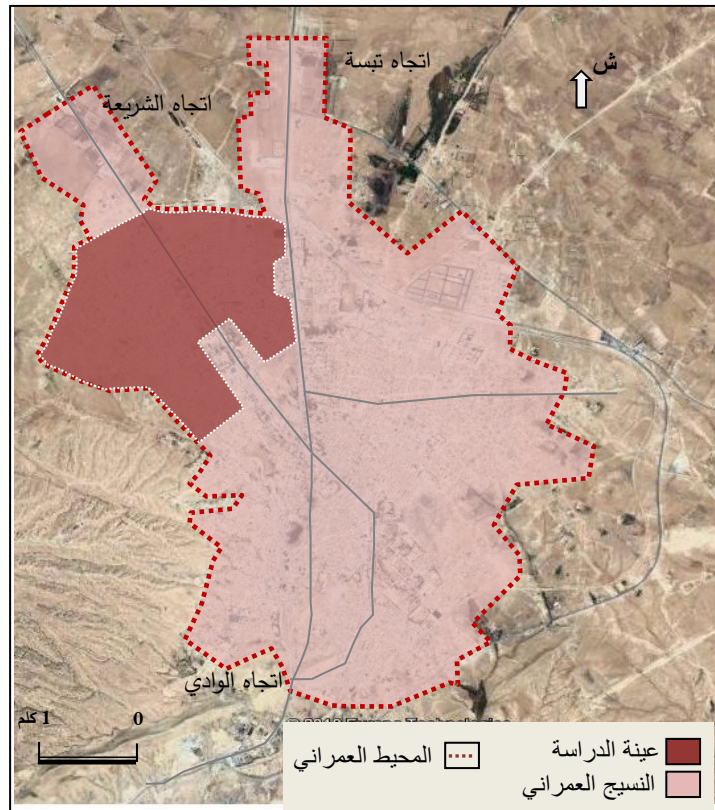 اتجاه تبسة
ش
اتجاه الشريعة
اتجاه الوادي
1 كلم
0
عينة الدراسة
المحيط العمراني
النسيج العمراني